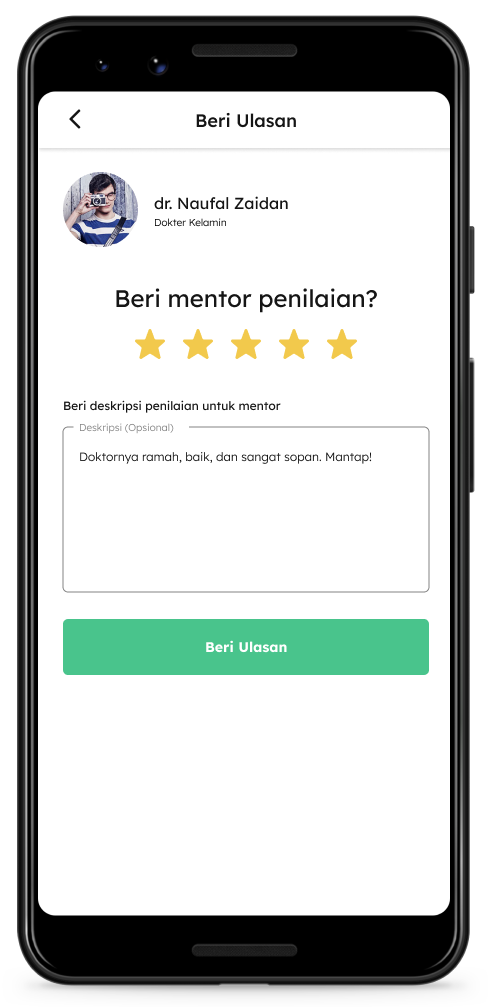 Beri Ulasan
dr. Naufal Zaidan
Dokter Kelamin
Beri mentor penilaian?
Beri deskripsi penilaian untuk mentor
Deskripsi (Opsional)
Doktornya ramah, baik, dan sangat sopan. Mantap!
Beri Ulasan